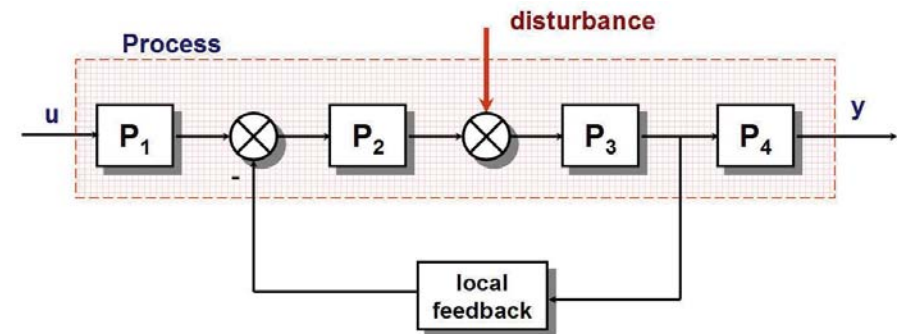 disturbance
Process
u
P₁
P₂
P₃
P₄
y
-
local
feedback